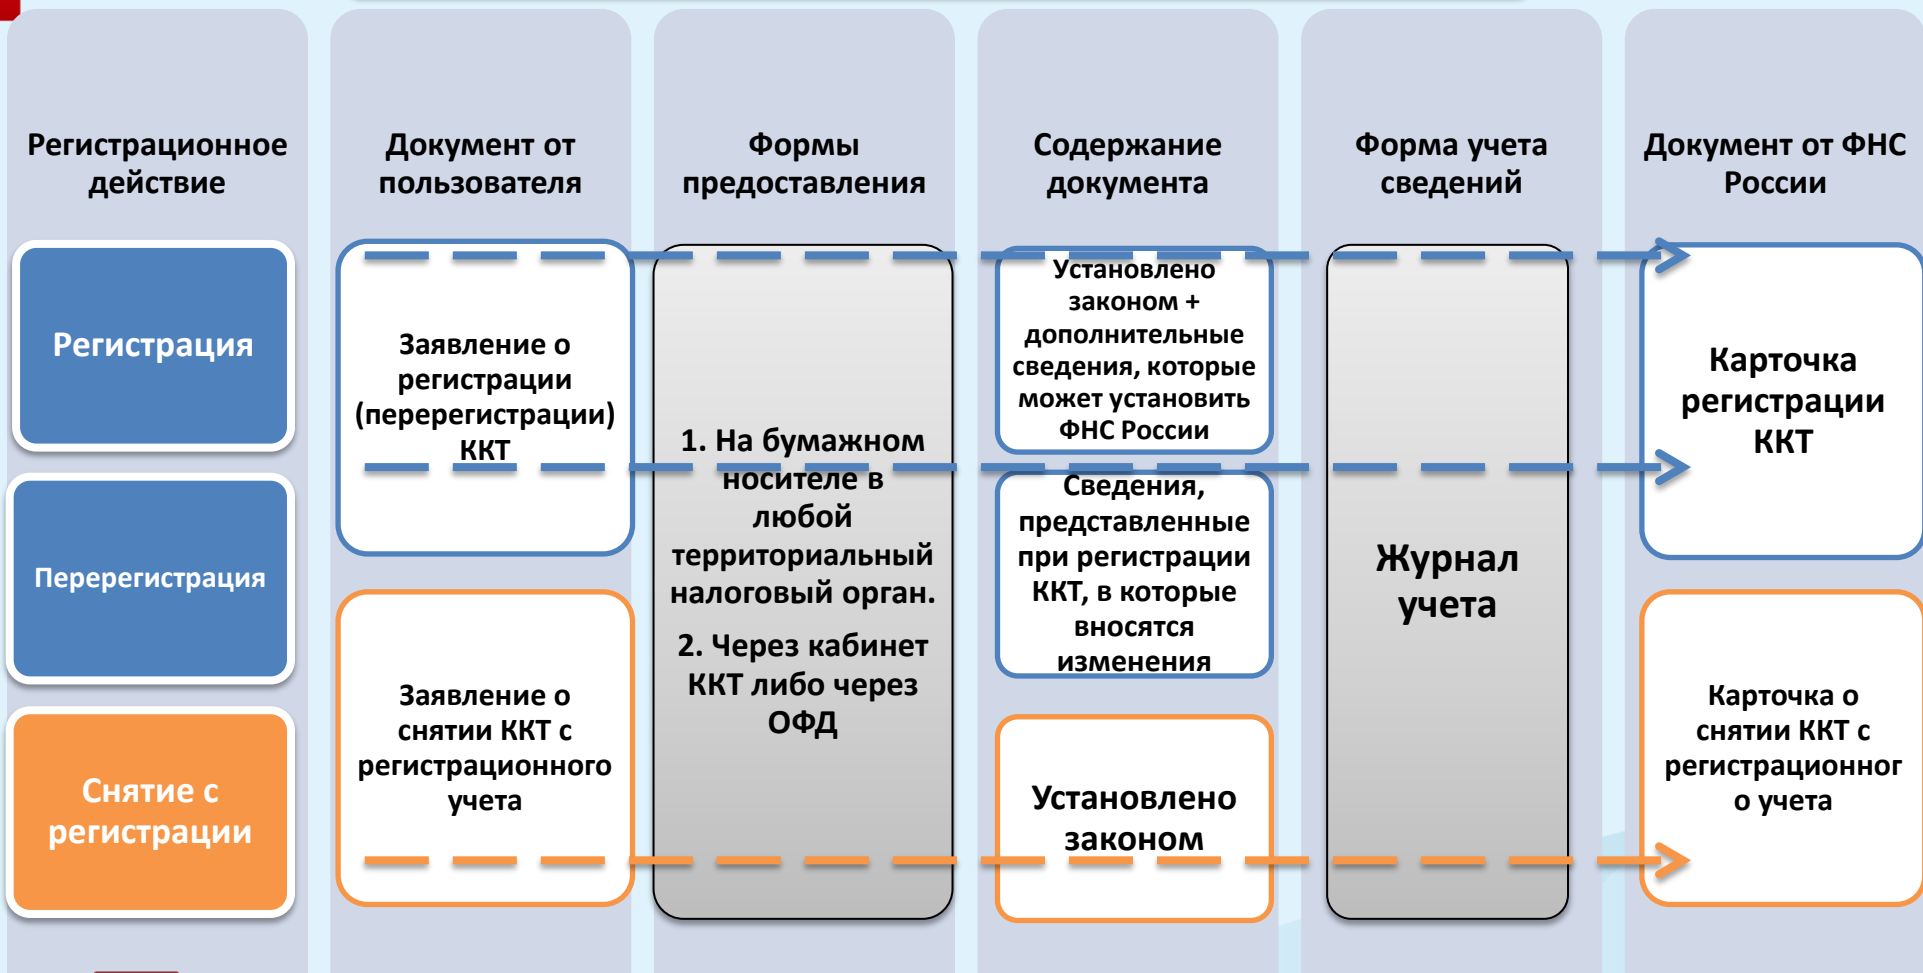 Регистрационное
действие
Документ от
пользователя
Формы
предоставления
Содержание
документа
Форма учета
сведений
Документ от ФНС
России
Регистрация
Перерегистрация
Снятие с
регистрации
Заявление о
регистрации
(перерегистрации)
ККТ
Заявление о
снятии ККТ с
регистрационного
учета
1. На бумажном
носителе в
любой
территориальный
налоговый орган.
2. Через кабинет
ККТ либо через
ОФД
Установлено
законом +
дополнительные
сведения, которые
может установить
ФНС России
Сведения,
представленные
при регистрации
ККТ, в которые
вносятся
изменения
Установлено
законом
Журнал
учета
Карточка
регистрации
ККТ
Карточка о
снятии ККТ с
регистрационног
о учета